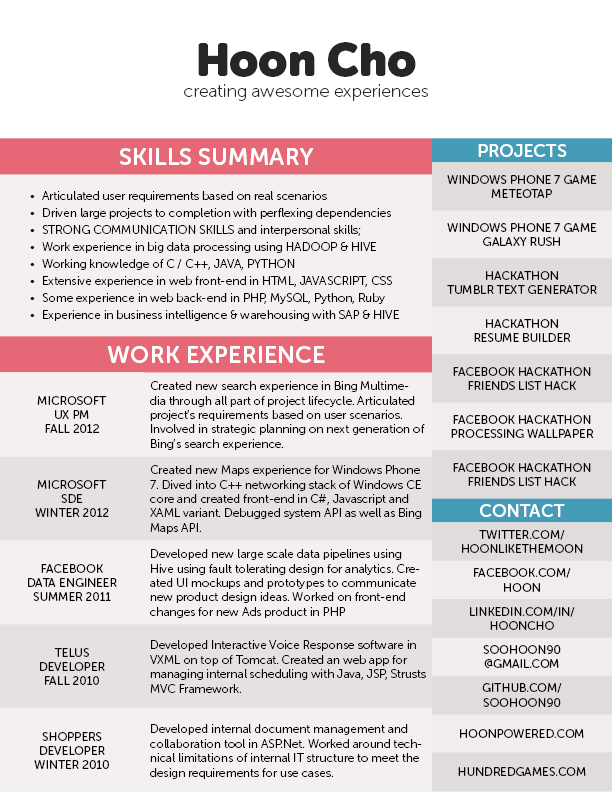 Hoon Cho
creating awesome experiences
SKILLS SUMMARY
• Articulated user requirements based on real scenarios
• Driven large projects to completion with perflexing dependencies
• STRONG COMMUNICATION SKILLS and interpersonal skills;
• Work experience in big data processing using HADOOP & HIVE
• Working knowledge of C / C++, JAVA, PYTHON
• Extensive experience in web front-end in HTML, JAVASCRIPT, CSS
• Some experience in web back-end in PHP, MySQL, Python, Ruby
• Experience in business intelligence & warehousing with SAP & HIVE
WORK EXPERIENCE
MICROSOFT
UX PM
FALL 2012
Created new search experience in Bing Multime-
dia through all part of project lifecycle. Articulated
project's requirements based on user scenarios.
Involved in strategic planning on next generation of
Bing's search experience.
MICROSOFT
SDE
WINTER 2012
Created new Maps experience for Windows Phone
7. Dived into C++ networking stack of Windows CE
core and created front-end in C#, Javascript and
XAML variant. Debugged system API as well as Bing
Maps API.
FACEBOOK
DATA ENGINEER
SUMMER 2011
Developed new large scale data pipelines using
Hive using fault tolerating design for analytics. Cre-
ated UI mockups and prototypes to communicate
new product design ideas. Worked on front-end
changes for new Ads product in PHP
TELUS
DEVELOPER
FALL 2010
Developed Interactive Voice Response software in
VXML on top of Tomcat. Created an web app for
managing internal scheduling with Java, JSP, Strusts
MVC Framework.
SHOPPERS
DEVELOPER
WINTER 2010
Developed internal document management and
collaboration tool in ASP.Net. Worked around tech-
nical limitations of internal IT structure to meet the
design requirements for use cases.
PROJECTS
WINDOWS PHONE 7 GAME
METEOTAP
WINDOWS PHONE 7 GAME
GALAXY RUSH
HACKATHON
TUMBLR TEXT GENERATOR
HACKATHON
RESUME BUILDER
FACEBOOK HACKATHON
FRIENDS LIST HACK
FACEBOOK HACKATHON
PROCESSING WALLPAPER
FACEBOOK HACKATHON
FRIENDS LIST HACK
CONTACT
TWITTER.COM/
HOONLIKETHEMOON
FACEBOOK.COM/
HOON
LINKEDIN.COM/IN/
HOONCHO
SOOHOON90
@GMAIL.COM
GITHUB.COM/
SOOHOON90
HOONPOWERED.COM
HUNDREDGAMES.COM